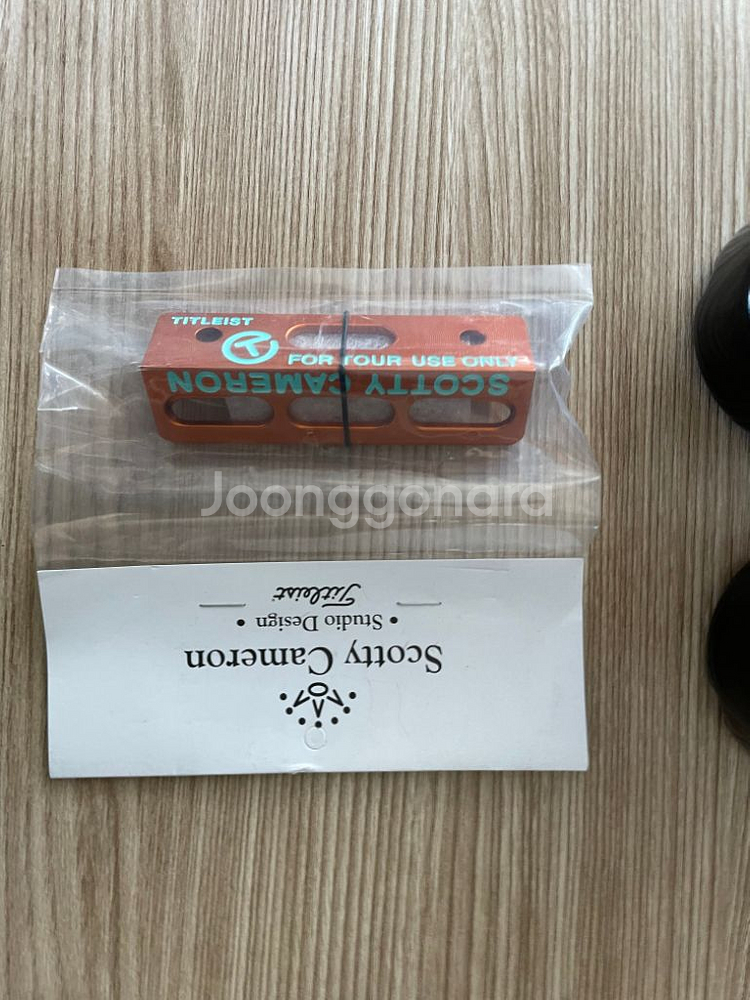 TITLEIST
FOR TOUR USE ONLY
SCOTTY CAMERON
Joonggonara
Scotty Cameron
• Studio Design •
Titleist